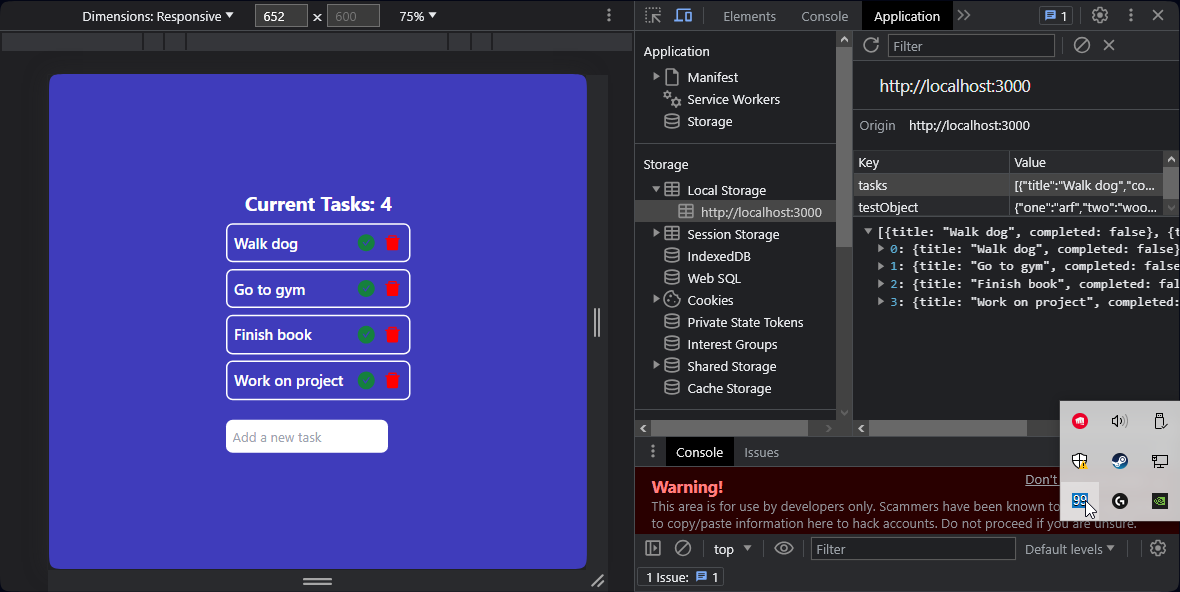 Dimensions: Responsive 652 x 600 75%
Elements Console Application 1
Current Tasks: 4
Walk dog
Go to gym
Finish book
Work on project
Add a new task
Application
Manifest
Service Workers
Storage
Storage
Local Storage
http://localhost:3000
Session Storage
IndexedDB
Web SQL
Cookies
Private State Tokens
Interest Groups
Shared Storage
Cache Storage
Filter
http://localhost:3000
Origin http://localhost:3000
Key Value
tasks [{"title":"Walk dog","co...
testObject {"one":"arf","two":"woo...
[{title: "Walk dog", completed: false}, {t
0: {title: "Walk dog", completed: false}
1: {title: "Go to gym", completed: false
2: {title: "Finish book", completed: fal
3: {title: "Work on project", completed:
99
Console Issues
Warning! Don't
This area is for use by developers only. Scammers have been known to
to copy/paste information here to hack accounts. Do not proceed if you are unsure.
top Filter Default levels
1 Issue: 1